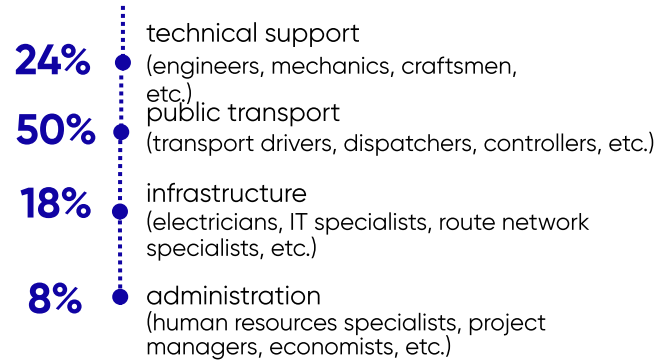 24%
technical support
(engineers, mechanics, craftsmen,
etc.)
50%
public transport
(transport drivers, dispatchers, controllers, etc.)
18%
infrastructure
(electricians, IT specialists, route network
specialists, etc.)
8%
administration
(human resources specialists, project
managers, economists, etc.)